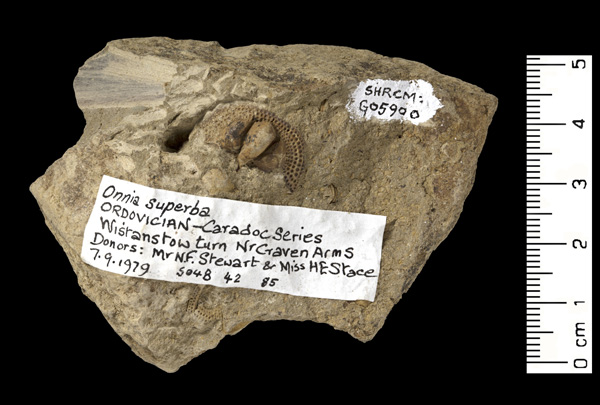 SHRCM:
G05900
Onnia superba
ORDOVICIAN - Caradoc Series
Wistanstow turn Nr Craven Arms
Donors: Mr N.F. Stewart & Miss H E Stace
7.9.1979 SO4B 42 85
5
4
3
2
1
0 cm